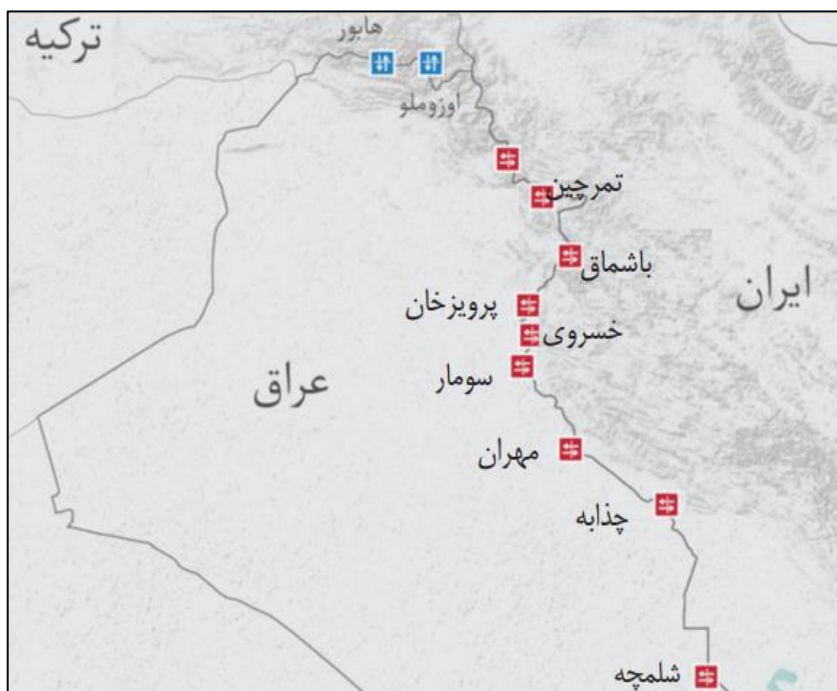 ترکیه
هابور
اوزوملو
تمرچین
باشماق
ایران
پرویزخان
خسروی
عراق
سومار
مهران
چذابه
شلمچه